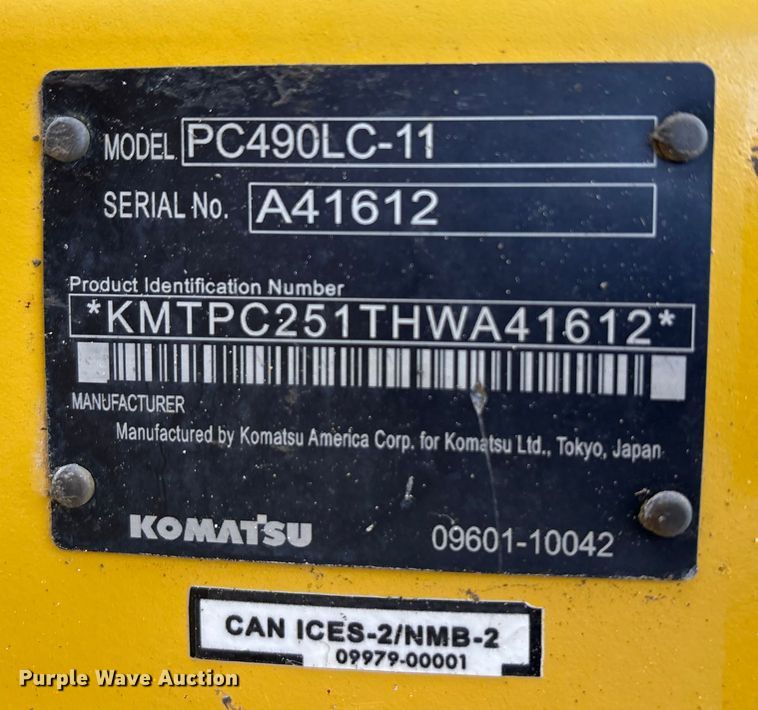 MODEL PC490LC-11
SERIAL No. A41612
Product Identification Number
*KMTPC251THWA41612*
MANUFACTURER
Manufactured by Komatsu America Corp. for Komatsu Ltd., Tokyo, Japan
KOMATSU 09601-10042
CAN ICES-2/NMB-2
09979-00001
Purple Wave Auction